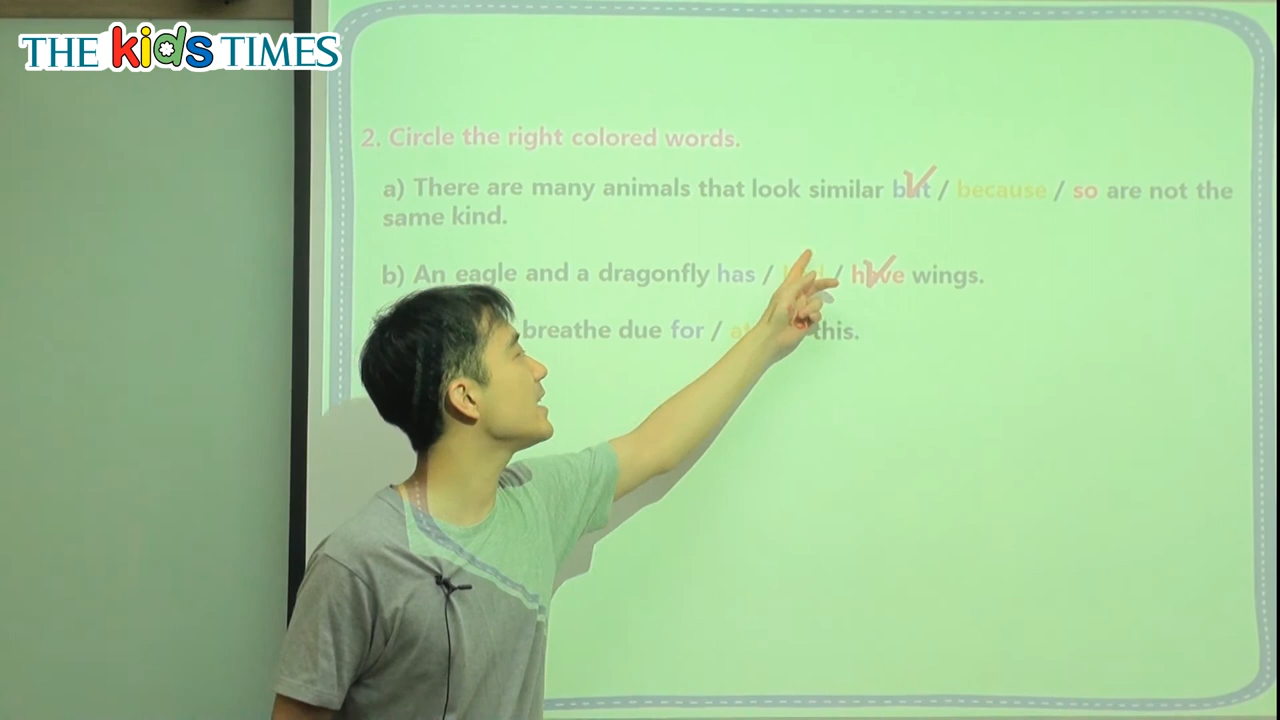 THE kids TIMES
2. Circle the right colored words.
a) There are many animals that look similar but / because / so are not the
same kind.
b) An eagle and a dragonfly has / / have wings.
breathe due for / at this.